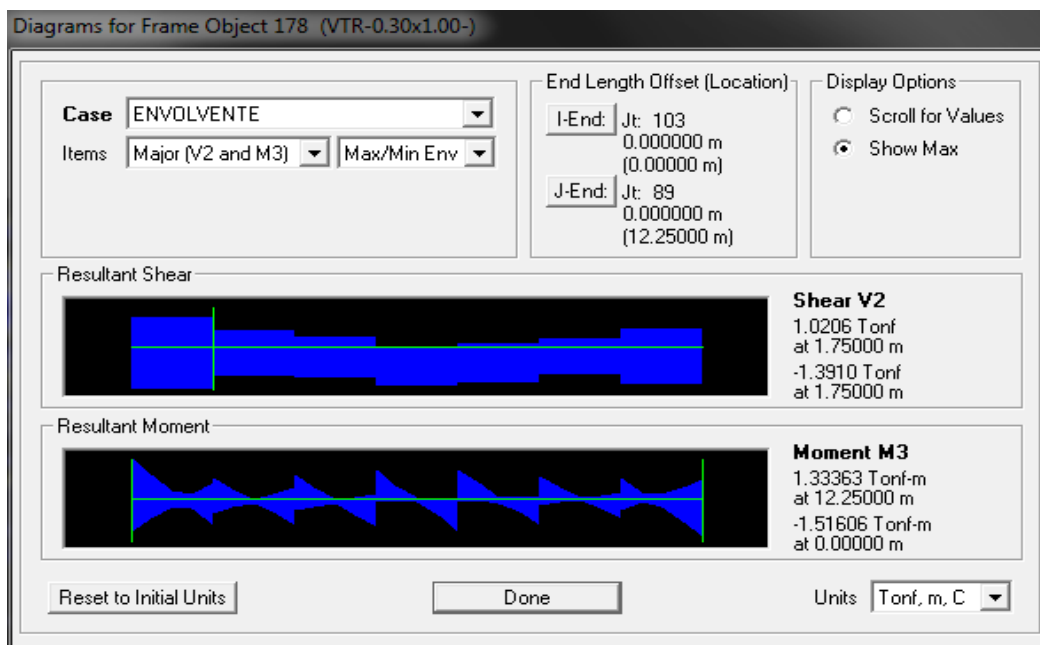 Diagrams for Frame Object 178 (VTR-0.30x1.00-)
Case ENVOLVENTE
Items Major (V2 and M3) Max/Min Env
End Length Offset (Location)
I-End: Jt: 103
0.000000 m
(0.00000 m)
J-End: Jt: 89
0.000000 m
(12.25000 m)
Display Options
Scroll for Values
Show Max
Resultant Shear
Shear V2
1.0206 Tonf
at 1.75000 m
-1.3910 Tonf
at 1.75000 m
Resultant Moment
Moment M3
1.33363 Tonf-m
at 12.25000 m
-1.51606 Tonf-m
at 0.00000 m
Reset to Initial Units
Done
Units Tonf, m, C